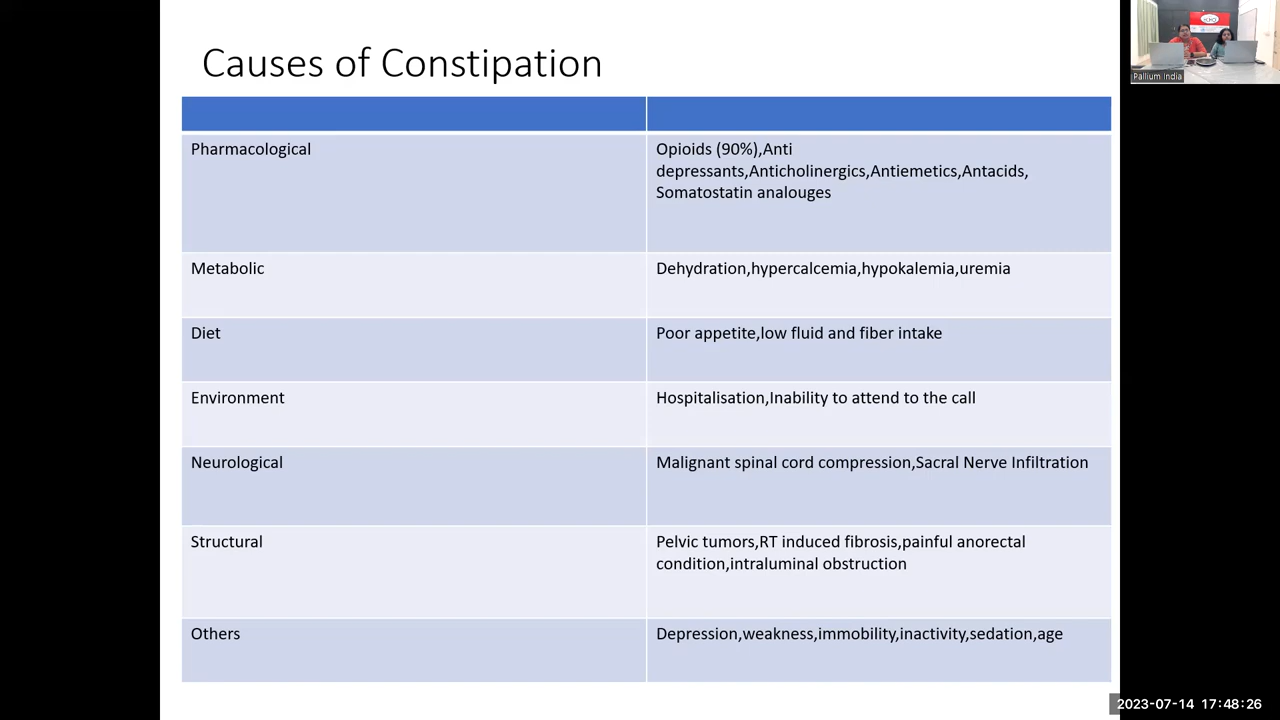 Causes of Constipation
Pharmacological
Opioids (90%),Anti
depressants,Anticholinergics,Antiemetics,Antacids,
Somatostatin analouges
Metabolic
Dehydration,hypercalcemia,hypokalemia,uremia
Diet
Poor appetite,low fluid and fiber intake
Environment
Hospitalisation,Inability to attend to the call
Neurological
Malignant spinal cord compression,Sacral Nerve Infiltration
Structural
Pelvic tumors,RT induced fibrosis,painful anorectal
condition,intraluminal obstruction
Others
Depression,weakness,immobility,inactivity,sedation,age
Pallium India
2023-07-14 17:48:26